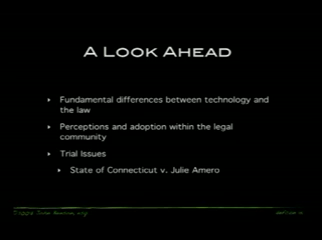 A LOOK AHEAD
Fundamental differences between technology and
the law
Perceptions and adoption within the legal
community
Trial Issues
State of Connecticut v. Julie Amero